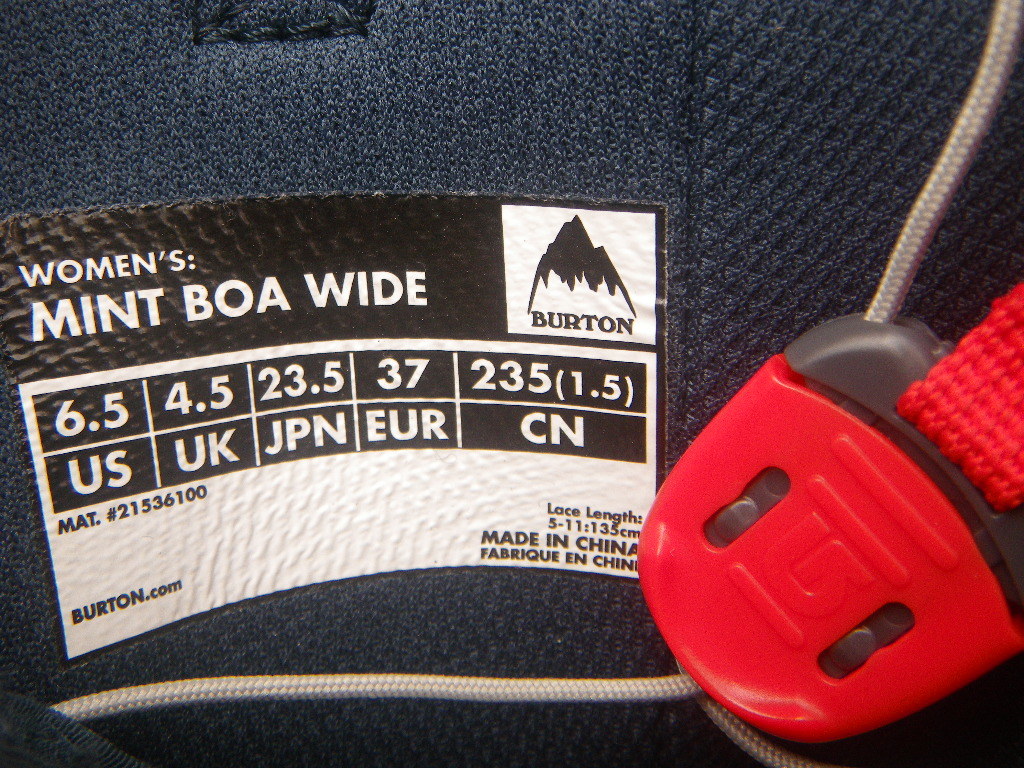 WOMEN'S:
MINT BOA WIDE
BURTON
6.5 4.5 23.5 37 235(1.5)
US UK JPN EUR CN
MAT. #21536100
Lace Length:
5-11:135cm
MADE IN CHINA
FABRIQUE EN CHINE
BURTON.com